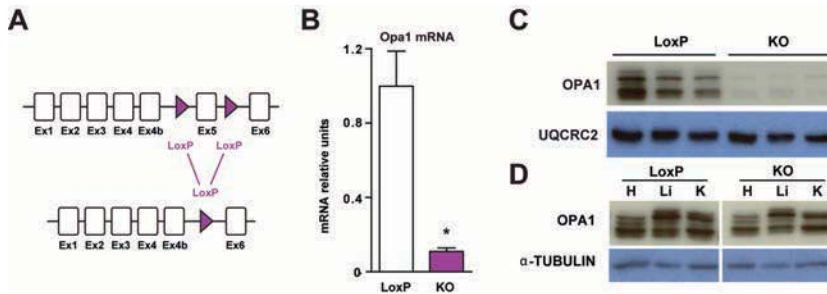 A
Ex1 Ex2 Ex3 Ex4 Ex4b Ex5 Ex6
LoxP LoxP
LoxP
Ex1 Ex2 Ex3 Ex4 Ex4b Ex6
B
Opa1 mRNA
mRNA relative units
1.2
0.8
0.4
0
*
LoxP KO
C
LoxP KO
OPA1
UQCRC2
D
LoxP KO
H Li K H Li K
OPA1
α-TUBULIN